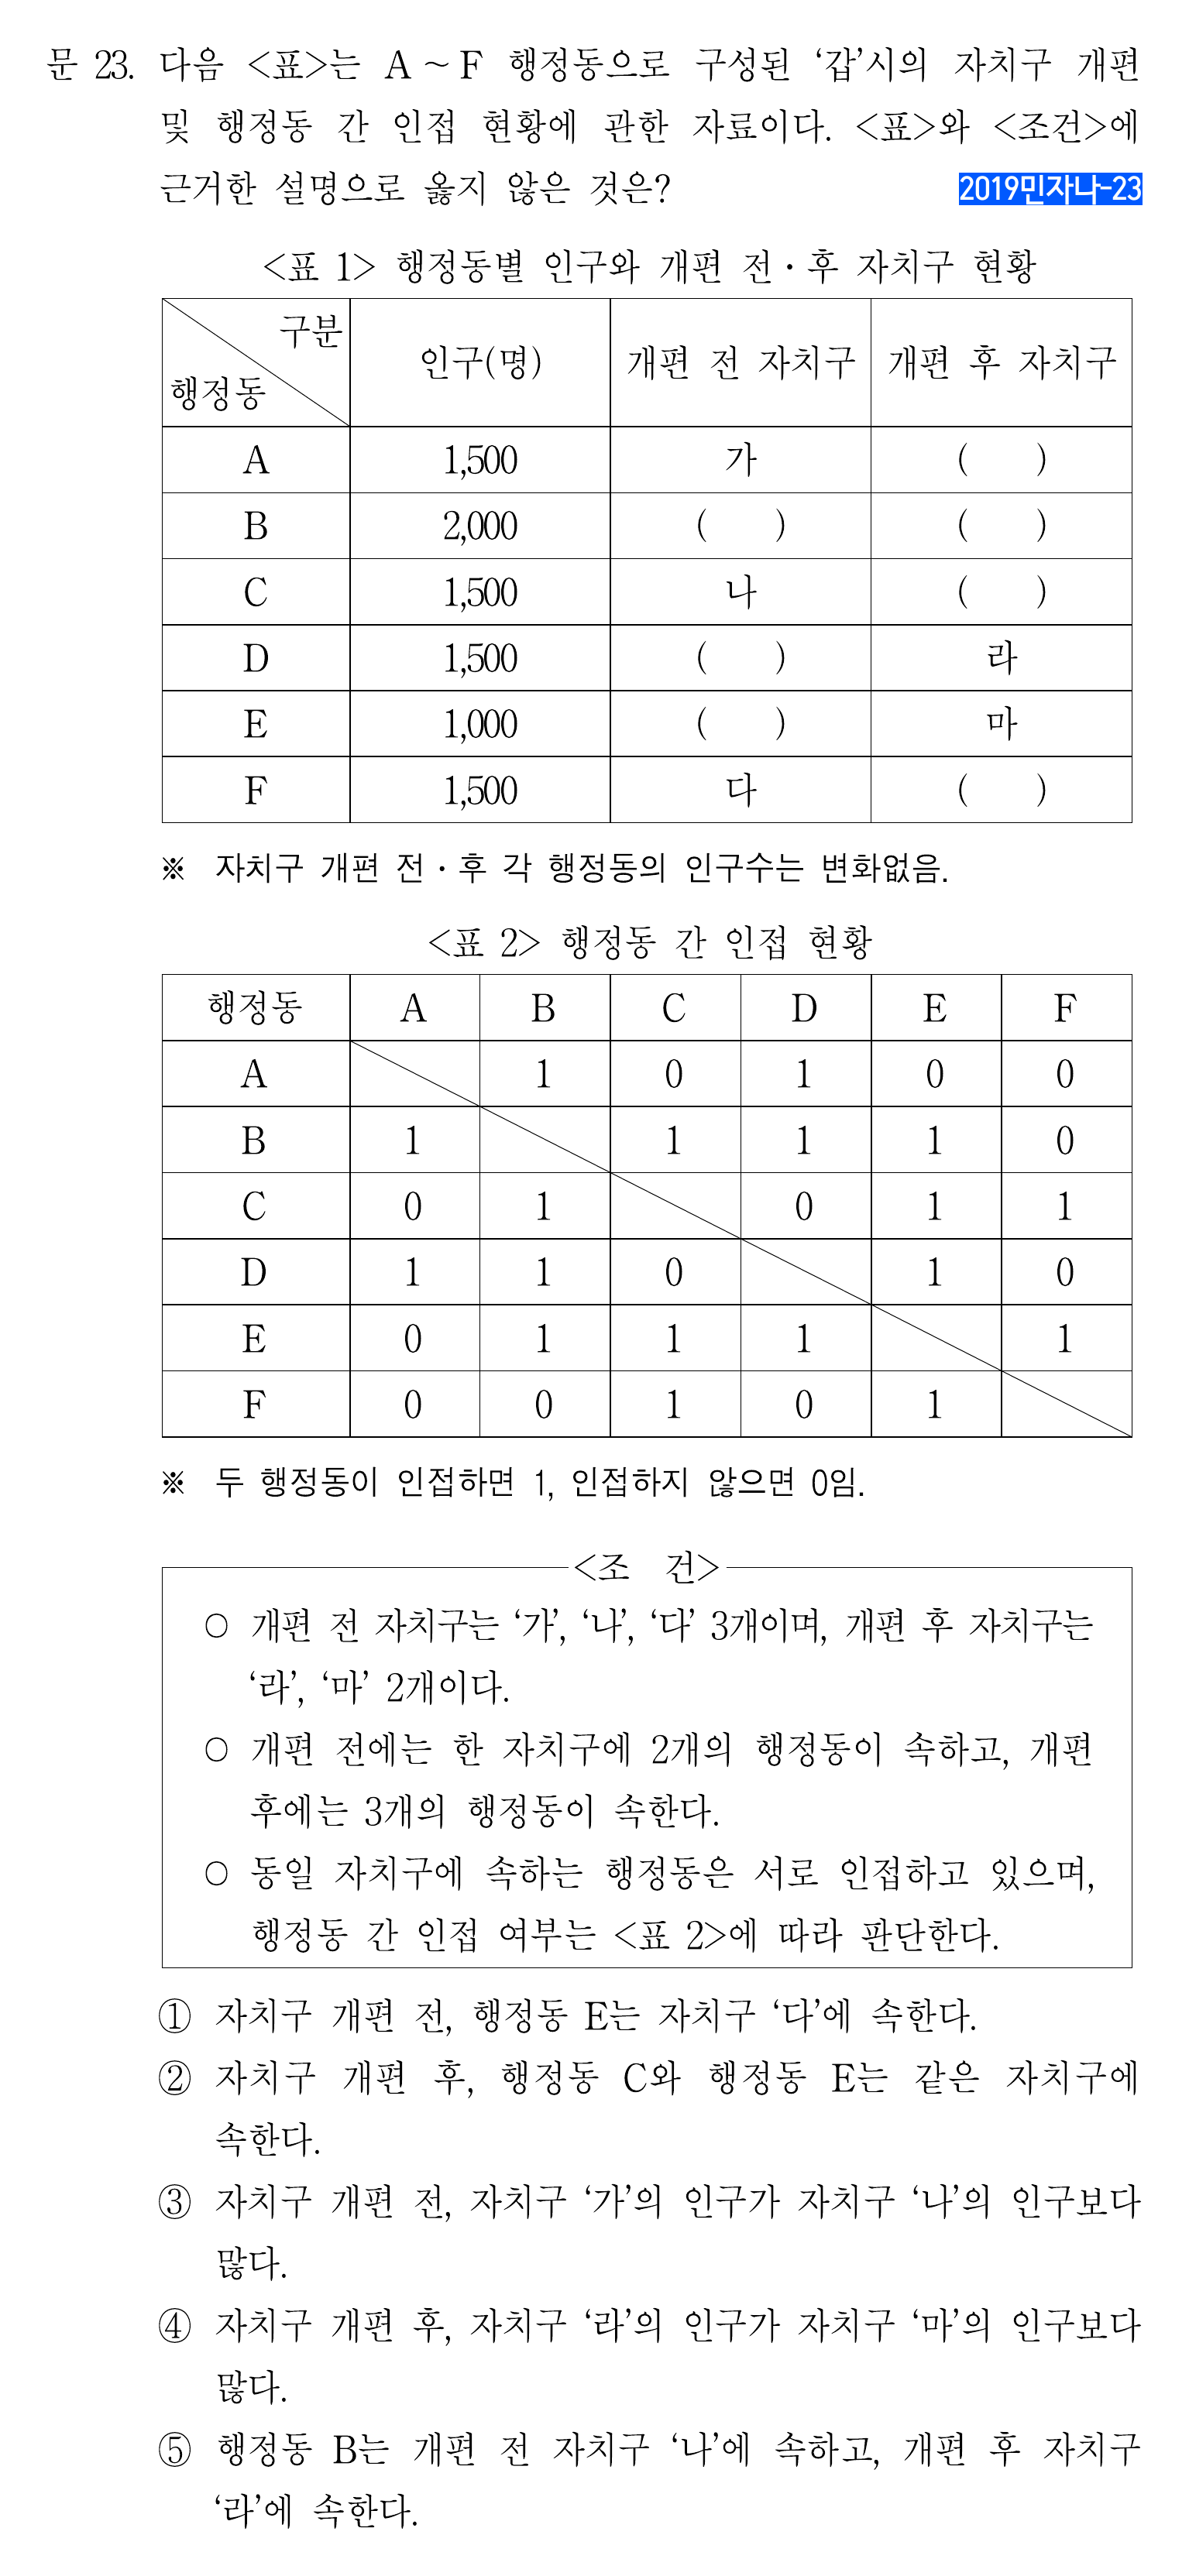 문 23. 다음 <표>는 A ~ F 행정동으로 구성된 ‘갑’시의 자치구 개편
및 행정동 간 인접 현황에 관한 자료이다. <표>와 <조건>에
근거한 설명으로 옳지 않은 것은?
2019민자나-23
<표 1> 행정동별 인구와 개편 전·후 자치구 현황
구분
행정동 인구(명) 개편 전 자치구 개편 후 자치구
A 1,500 가 ( )
B 2,000 ( ) ( )
C 1,500 나 ( )
D 1,500 ( ) 라
E 1,000 ( ) 마
F 1,500 다 ( )
※ 자치구 개편 전·후 각 행정동의 인구수는 변화없음.
<표 2> 행정동 간 인접 현황
행정동 A B C D E F
A 1 0 1 0 0
B 1 1 1 1 0
C 0 1 0 1 1
D 1 1 0 1 0
E 0 1 1 1 1
F 0 0 1 0 1
※ 두 행정동이 인접하면 1, 인접하지 않으면 0임.
<조 건>
○ 개편 전 자치구는 ‘가’, ‘나’, ‘다’ 3개이며, 개편 후 자치구는
‘라’, ‘마’ 2개이다.
○ 개편 전에는 한 자치구에 2개의 행정동이 속하고, 개편
후에는 3개의 행정동이 속한다.
○ 동일 자치구에 속하는 행정동은 서로 인접하고 있으며,
행정동 간 인접 여부는 <표 2>에 따라 판단한다.
① 자치구 개편 전, 행정동 E는 자치구 ‘다’에 속한다.
② 자치구 개편 후, 행정동 C와 행정동 E는 같은 자치구에
속한다.
③ 자치구 개편 전, 자치구 ‘가’의 인구가 자치구 ‘나’의 인구보다
많다.
④ 자치구 개편 후, 자치구 ‘라’의 인구가 자치구 ‘마’의 인구보다
많다.
⑤ 행정동 B는 개편 전 자치구 ‘나’에 속하고, 개편 후 자치구
‘라’에 속한다.